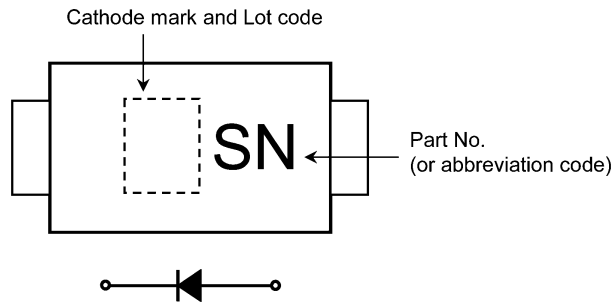 Cathode mark and Lot code
SN
Part No.
(or abbreviation code)